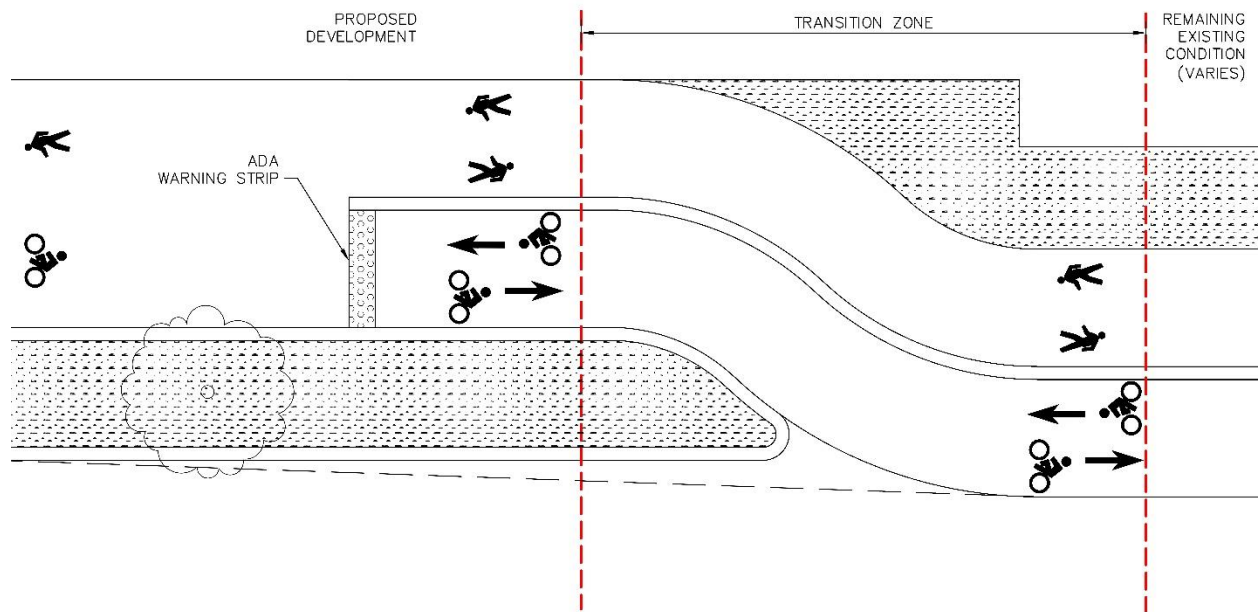 PROPOSED
DEVELOPMENT
TRANSITION ZONE
REMAINING
EXISTING
CONDITION
(VARIES)
ADA
WARNING STRIP